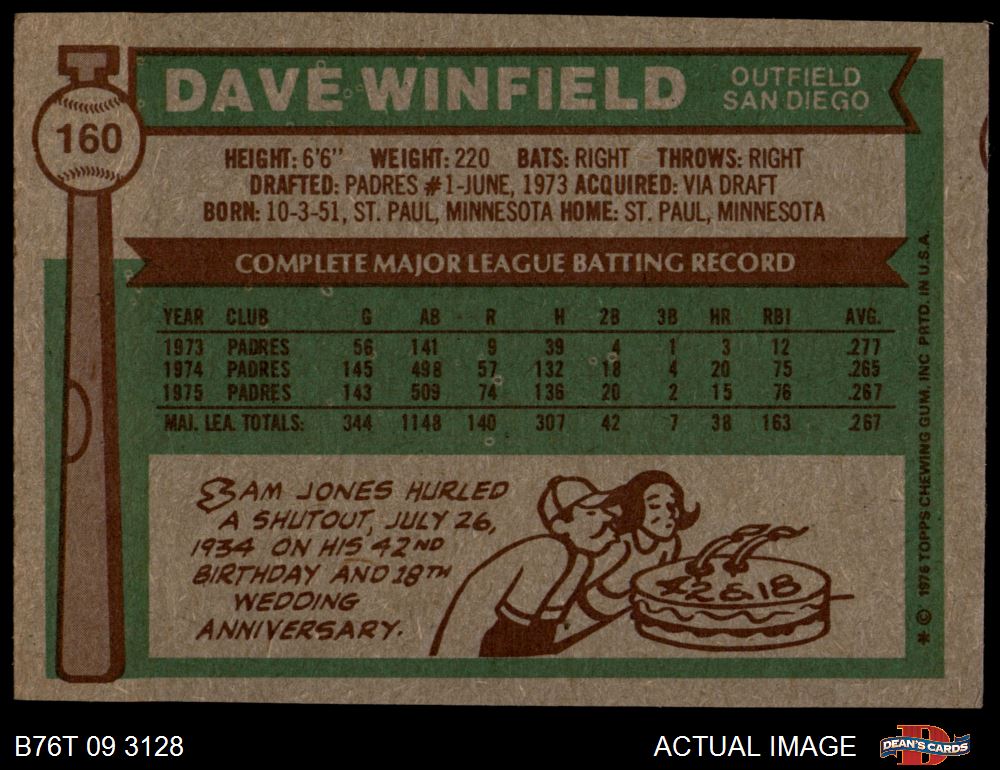 160
DAVE WINFIELD
OUTFIELD
SAN DIEGO
HEIGHT: 6'6" WEIGHT: 220 BATS: RIGHT THROWS: RIGHT
DRAFTED: PADRES #1-JUNE, 1973 ACQUIRED: VIA DRAFT
BORN: 10-3-51, ST. PAUL, MINNESOTA HOME: ST. PAUL, MINNESOTA
COMPLETE MAJOR LEAGUE BATTING RECORD
YEAR CLUB G AB R H 2B 3B HR RBI AVG.
1973 PADRES 56 141 9 39 4 1 3 12 .277
1974 PADRES 145 498 57 132 18 4 20 75 .265
1975 PADRES 143 509 74 136 20 2 15 76 .267
MAJ. LEA. TOTALS: 344 1148 140 307 42 7 38 163 .267
SAM JONES HURLED
A SHUTOUT, JULY 26,
1934 ON HIS 42ND
BIRTHDAY AND 18TH
WEDDING
ANNIVERSARY.
42 & 18
* © 1976 TOPPS CHEWING GUM, INC PRTD. IN U.S.A.
B76T 09 3128
ACTUAL IMAGE
D
DEAN'S CARDS